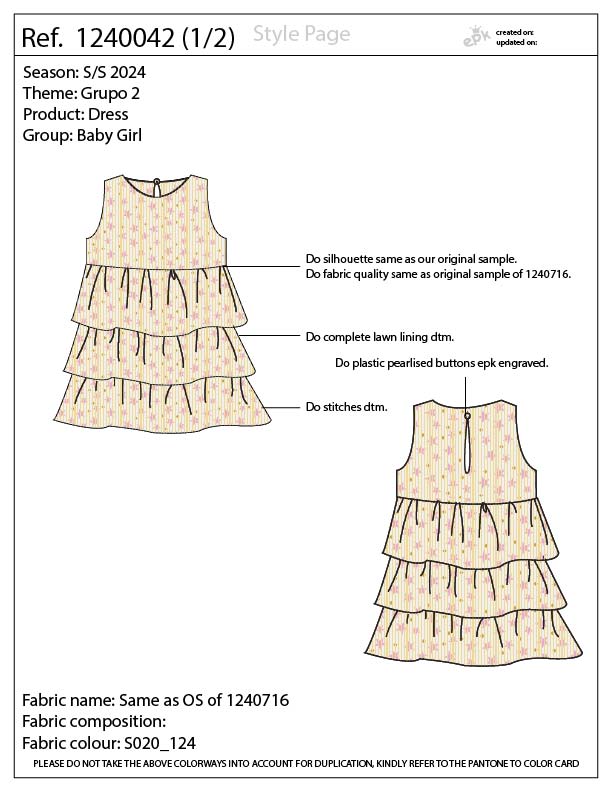 Ref. 1240042 (1/2)
Style Page
epk
created on:
updated on:
Season: S/S 2024
Theme: Grupo 2
Product: Dress
Group: Baby Girl
Do silhouette same as our original sample.
Do fabric quality same as original sample of 1240716.
Do complete lawn lining dtm.
Do plastic pearlised buttons epk engraved.
Do stitches dtm.
Fabric name: Same as OS of 1240716
Fabric composition:
Fabric colour: S020_124
PLEASE DO NOT TAKE THE ABOVE COLORWAYS INTO ACCOUNT FOR DUPLICATION, KINDLY REFER TO THE PANTONE TO COLOR CARD